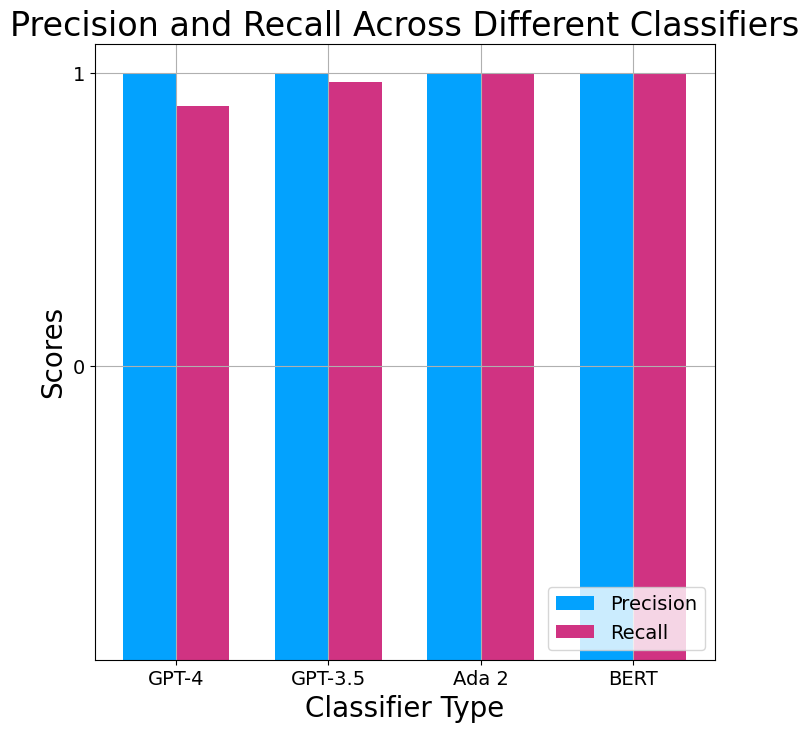 Precision and Recall Across Different Classifiers
1
0
Scores
GPT-4
GPT-3.5
Ada 2
BERT
Classifier Type
Precision
Recall